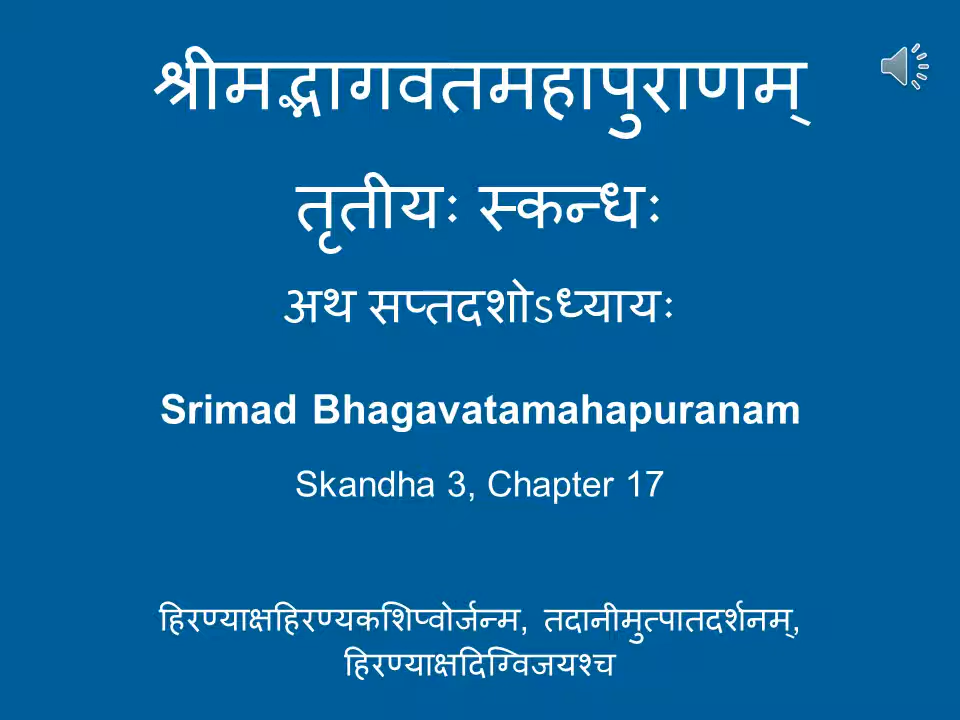 श्रीमद्भागवतमहापुराणम्
तृतीयः स्कन्धः
अथ सप्तदशोऽध्यायः
Srimad Bhagavatamahapuranam
Skandha 3, Chapter 17
हिरण्याक्षहिरण्यकशिप्वोर्जन्म, तदानीमुत्पातदर्शनम्,
हिरण्याक्षदिग्विजयश्च